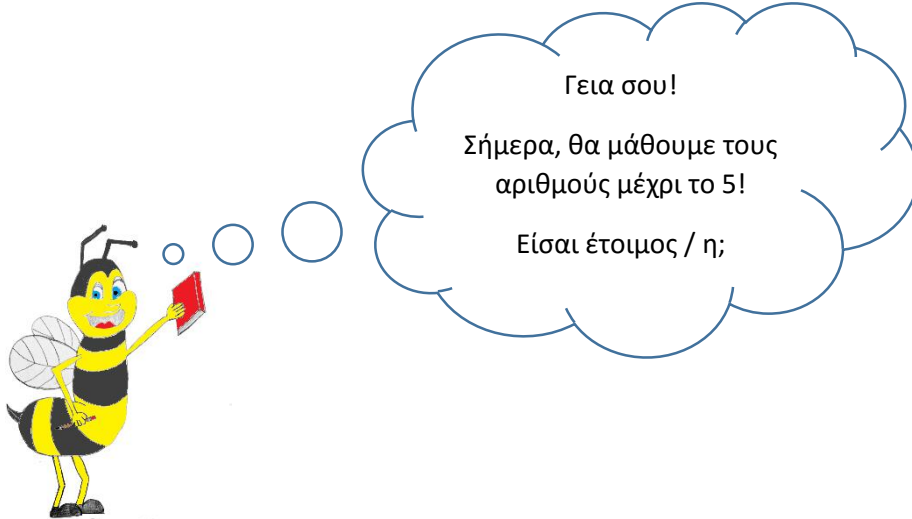 Γεια σου!
Σήμερα, θα μάθουμε τους
αριθμούς μέχρι το 5!
Είσαι έτοιμος / η;